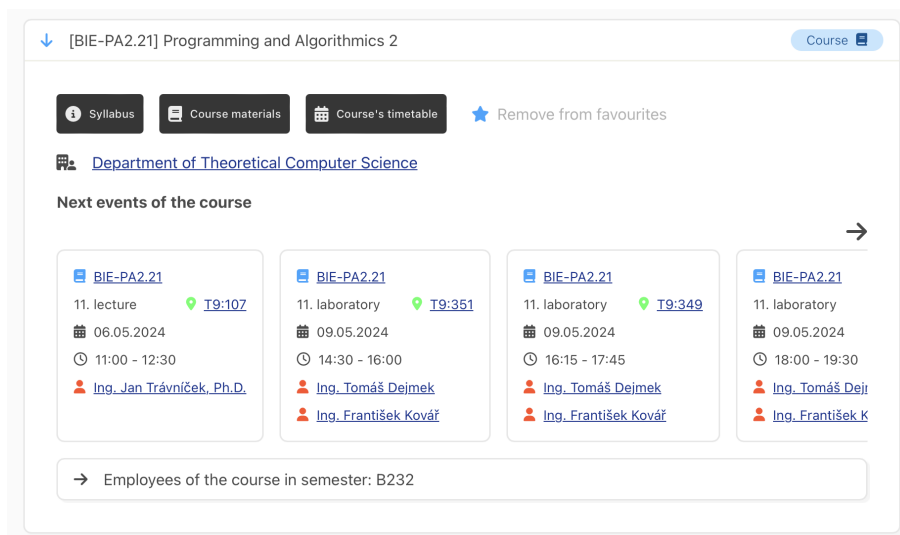 [BIE-PA2.21] Programming and Algorithmics 2
Course
Syllabus
Course materials
Course's timetable
Remove from favourites
Department of Theoretical Computer Science
Next events of the course
BIE-PA2.21
11. lecture
T9:107
06.05.2024
11:00 - 12:30
Ing. Jan Trávníček, Ph.D.
BIE-PA2.21
11. laboratory
T9:351
09.05.2024
14:30 - 16:00
Ing. Tomáš Dejmek
Ing. František Kovář
BIE-PA2.21
11. laboratory
T9:349
09.05.2024
16:15 - 17:45
Ing. Tomáš Dejmek
Ing. František Kovář
BIE-PA2.21
11. laboratory
09.05.2024
18:00 - 19:30
Ing. Tomáš
Ing. František
Employees of the course in semester: B232